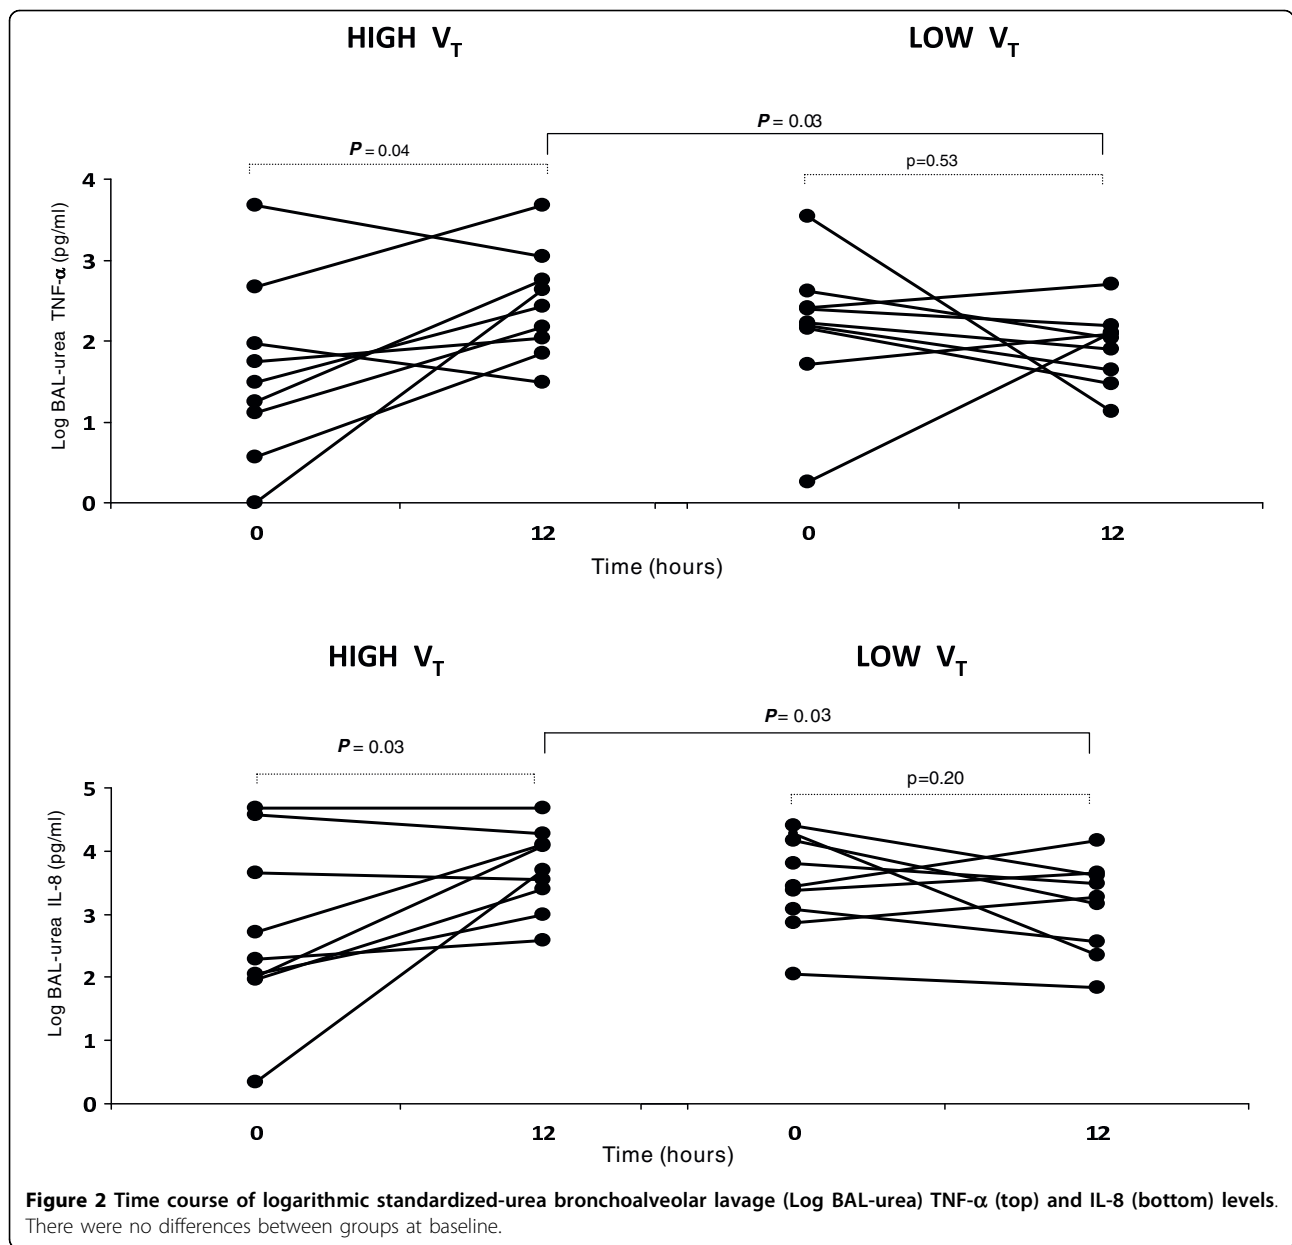 HIGH VT
LOW VT
P = 0.03
P = 0.04
p=0.53
4
3
2
1
0
Log BAL-urea TNF-α (pg/ml)
0
12
0
12
Time (hours)
HIGH VT
LOW VT
P = 0.03
P = 0.03
p=0.20
5
4
3
2
1
0
Log BAL-urea IL-8 (pg/ml)
0
12
0
12
Time (hours)
Figure 2 Time course of logarithmic standardized-urea bronchoalveolar lavage (Log BAL-urea) TNF-α (top) and IL-8 (bottom) levels.
There were no differences between groups at baseline.